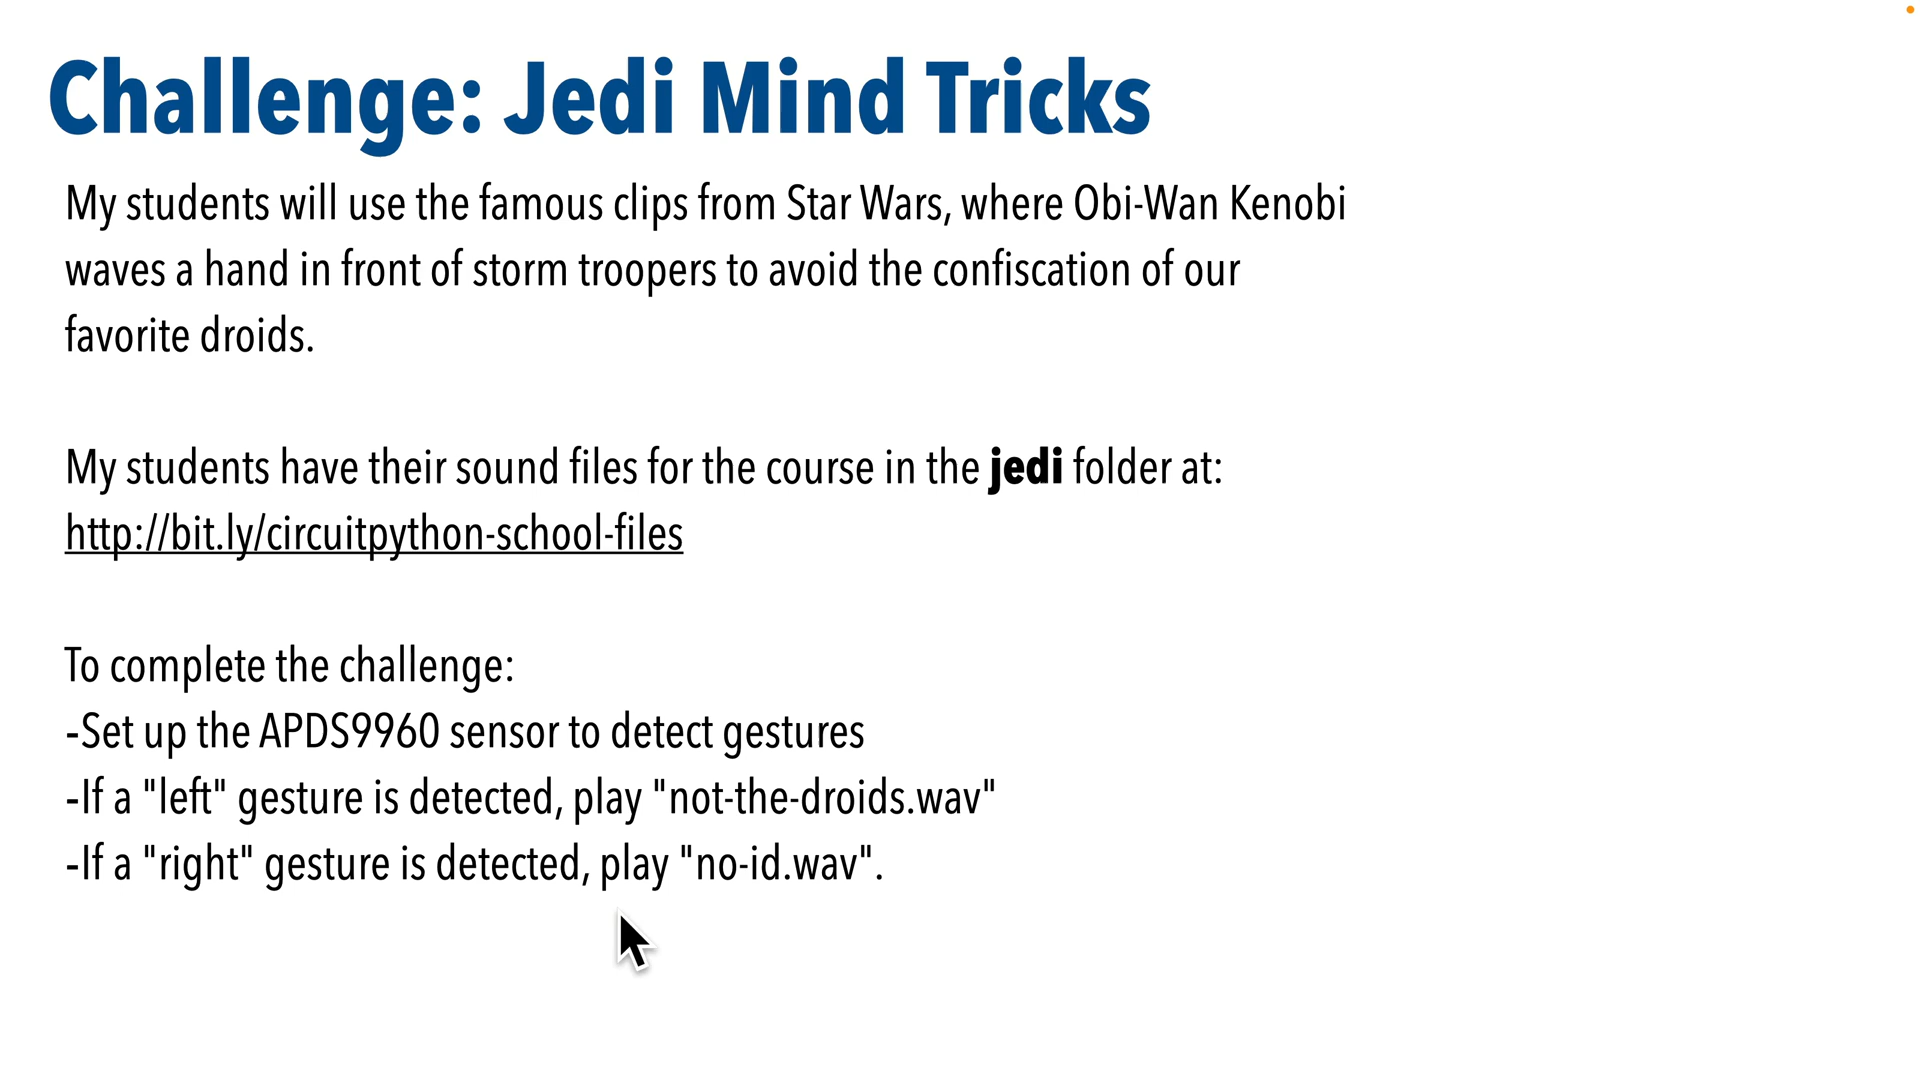 Challenge: Jedi Mind Tricks
My students will use the famous clips from Star Wars, where Obi-Wan Kenobi
waves a hand in front of storm troopers to avoid the confiscation of our
favorite droids.
My students have their sound files for the course in the jedi folder at:
http://bit.ly/circuitpython-school-files
To complete the challenge:
-Set up the APDS9960 sensor to detect gestures
-If a "left" gesture is detected, play "not-the-droids.wav"
-If a "right" gesture is detected, play "no-id.wav".